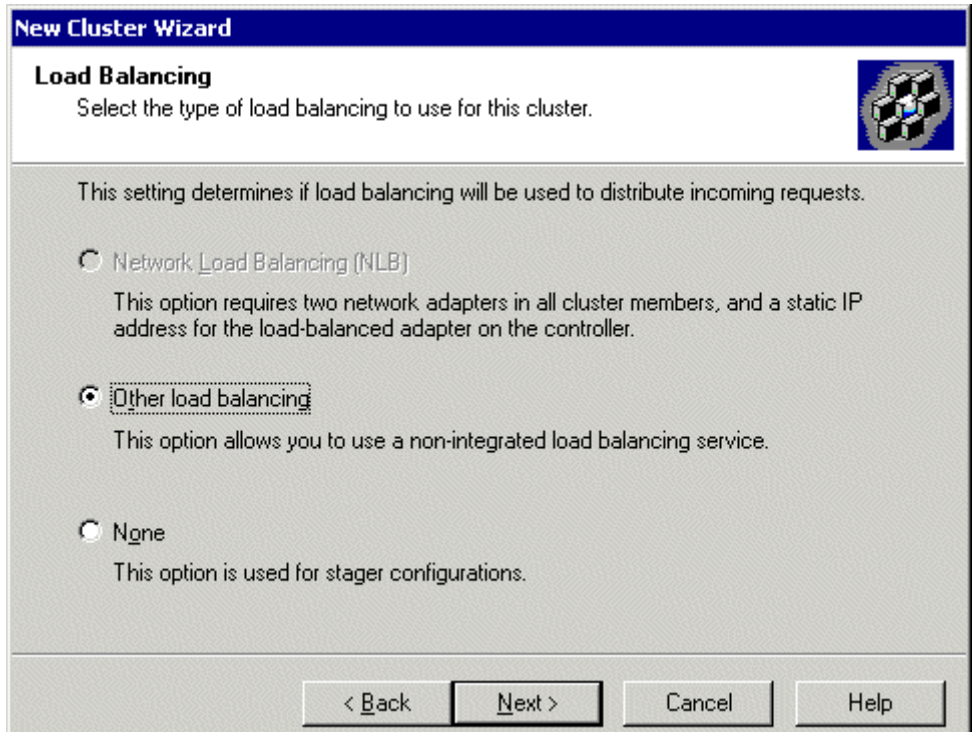 New Cluster Wizard
Load Balancing
Select the type of load balancing to use for this cluster.
This setting determines if load balancing will be used to distribute incoming requests.
Network Load Balancing (NLB)
This option requires two network adapters in all cluster members, and a static IP
address for the load-balanced adapter on the controller.
Other load balancing
This option allows you to use a non-integrated load balancing service.
None
This option is used for stager configurations.
< Back Next > Cancel Help